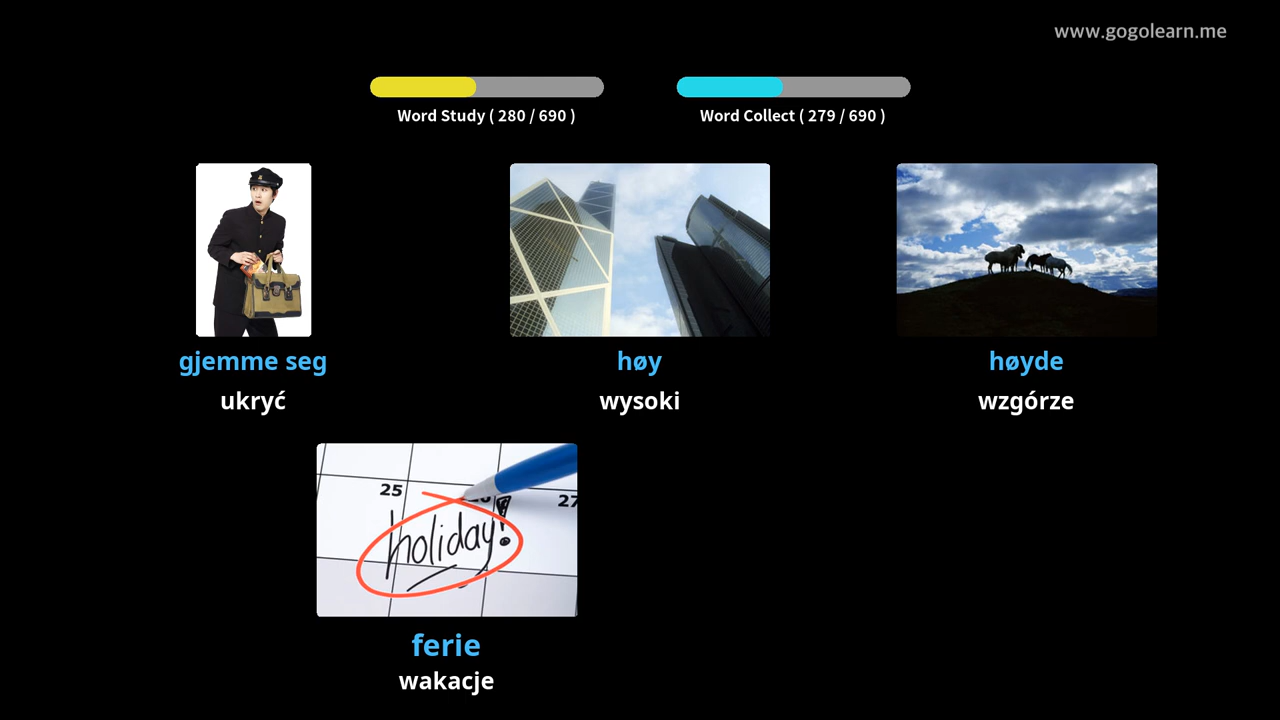 www.gogolearn.me
Word Study ( 280 / 690 )
Word Collect ( 279 / 690 )
gjemme seg
ukryć
høy
wysoki
høyde
wzgórze
25
27
holiday!
ferie
wakacje